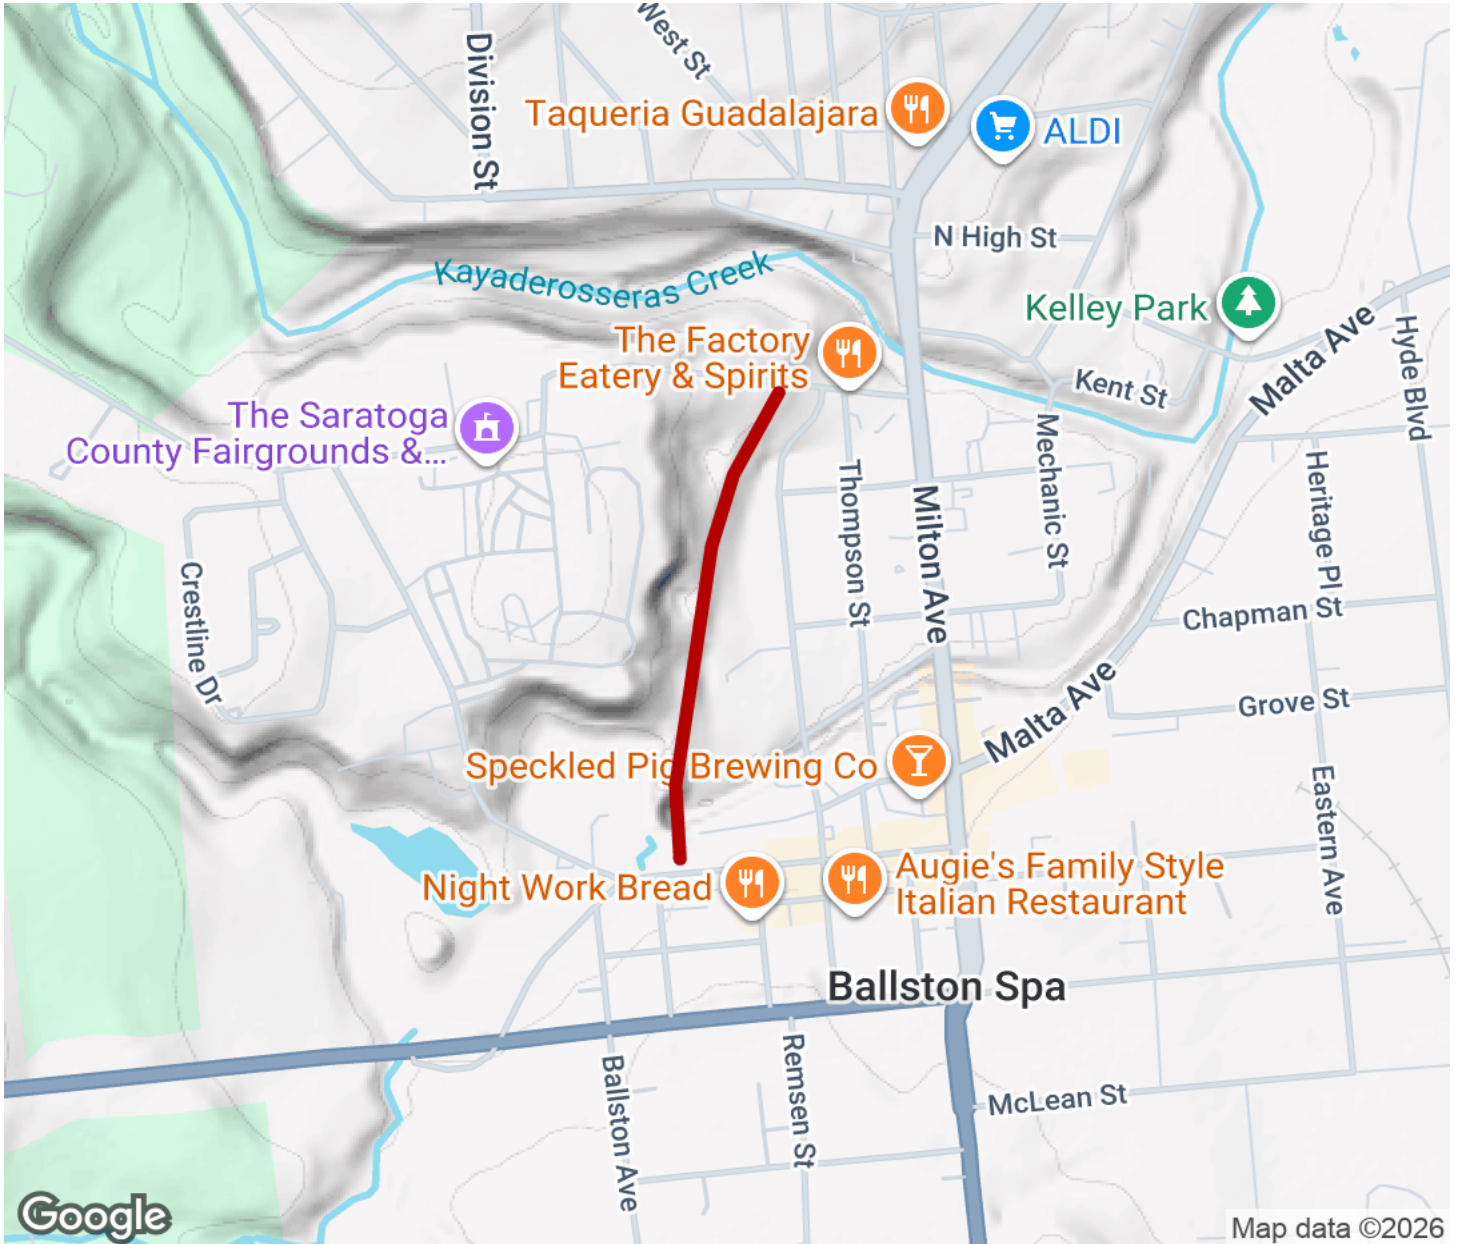 West St
Division St
Taqueria Guadalajara
ALDI
N High St
Kayaderosseras Creek
Kelley Park
Malta Ave
Hyde Blvd
The Factory
Eatery & Spirits
Kent St
The Saratoga
County Fairgrounds &...
Mechanic St
Heritage Pl
Thompson St
Milton Ave
Crestline Dr
Chapman St
Malta Ave
Grove St
Speckled Pig Brewing Co
Eastern Ave
Night Work Bread
Augie's Family Style
Italian Restaurant
Ballston Spa
Ballston Ave
Remsen St
McLean St
Google
Map data ©2026